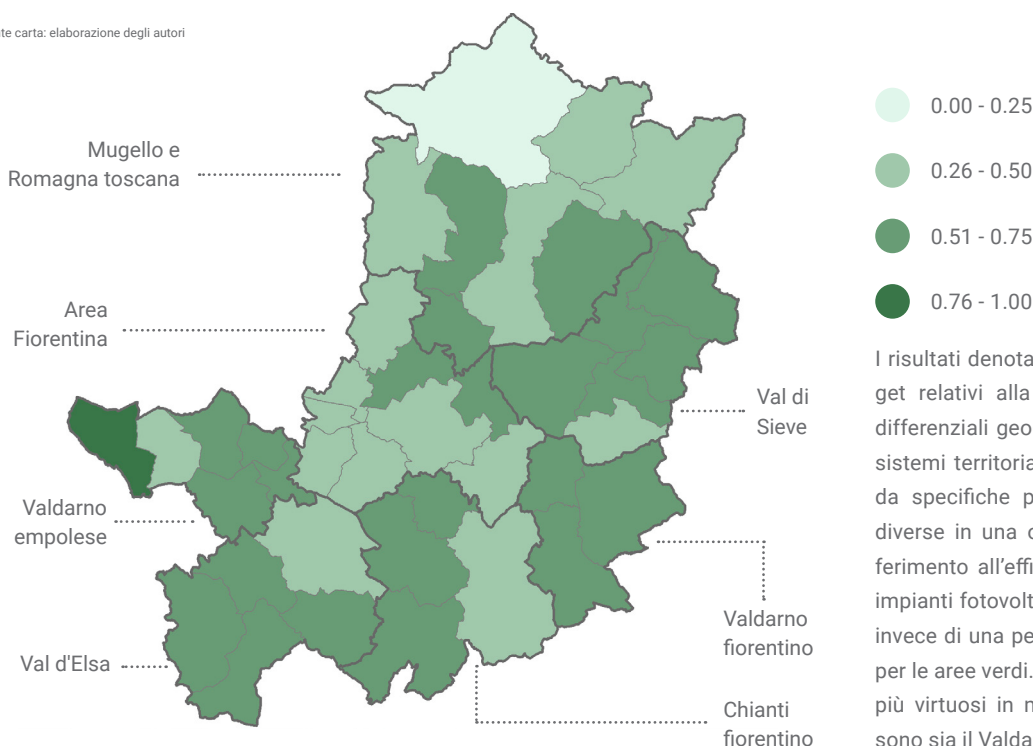 carta: elaborazione degli autori
Mugello e
Romagna toscana
Area
Fiorentina
Valdarno
empolese
Val d'Elsa
Val di
Sieve
Valdarno
fiorentino
Chianti
fiorentino
0.00 - 0.25
0.26 - 0.50
0.51 - 0.75
0.76 - 1.00
I risultati denota
get relativi alla
differenziali geo
sistemi territoria
da specifiche p
diverse in una
ferimento all'effi
impianti fotovolt
invece di una pe
per le aree verdi.
più virtuosi in
sono sia il Valda